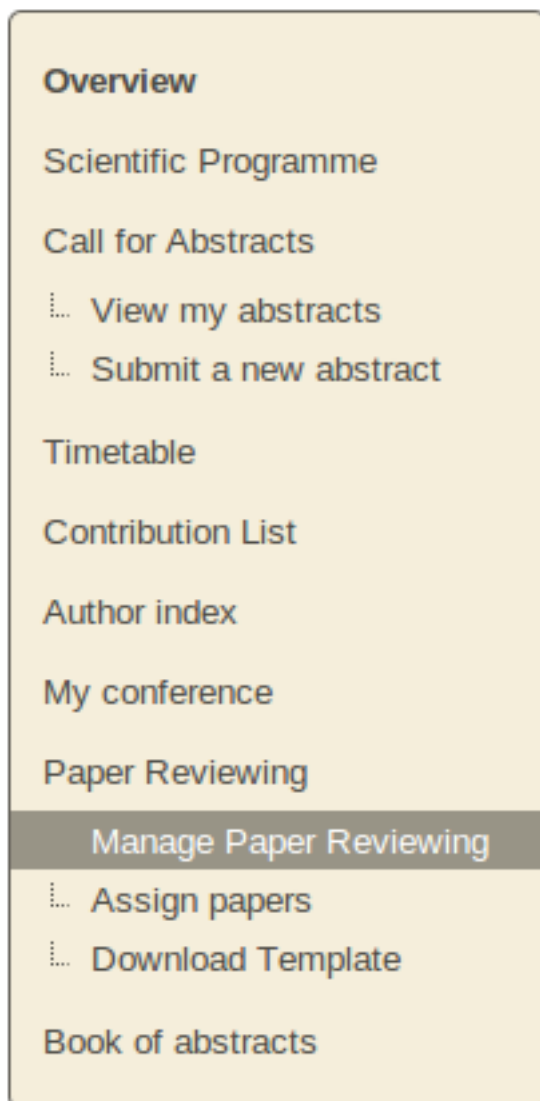 Overview
Scientific Programme
Call for Abstracts
View my abstracts
Submit a new abstract
Timetable
Contribution List
Author index
My conference
Paper Reviewing
Manage Paper Reviewing
Assign papers
Download Template
Book of abstracts